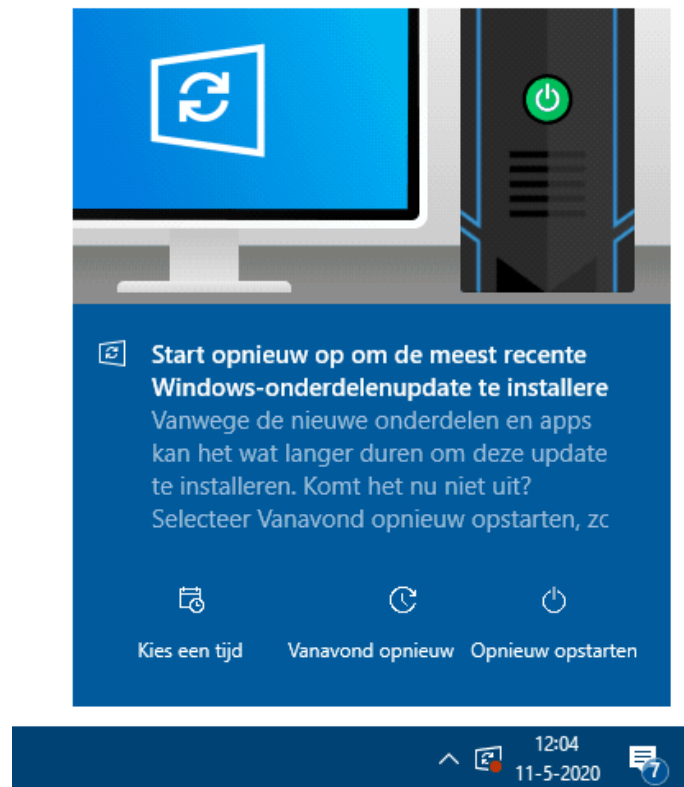 Start opnieuw op om de meest recente
Windows-onderdelenupdate te installere
Vanwege de nieuwe onderdelen en apps
kan het wat langer duren om deze update
te installeren. Komt het nu niet uit?
Selecteer Vanavond opnieuw opstarten, zo
Kies een tijd
Vanavond opnieuw
Opnieuw opstarten
12:04
11-5-2020
7